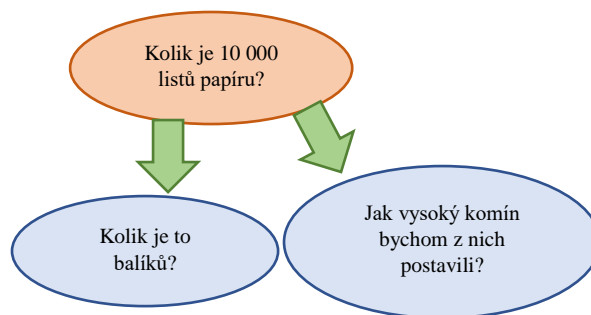 Kolik je 10 000
listů papíru?
Kolik je to
balíků?
Jak vysoký komín
bychom z nich
postavili?